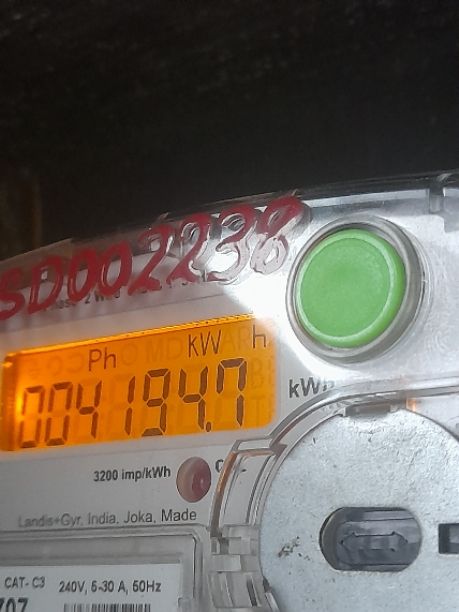 SD002238
Ph KW h
004194.7
kWh
3200 imp/kWh
Landis+Gyr, India, Joka, Made
CAT- C3 240V, 5-30 A, 50Hz
707